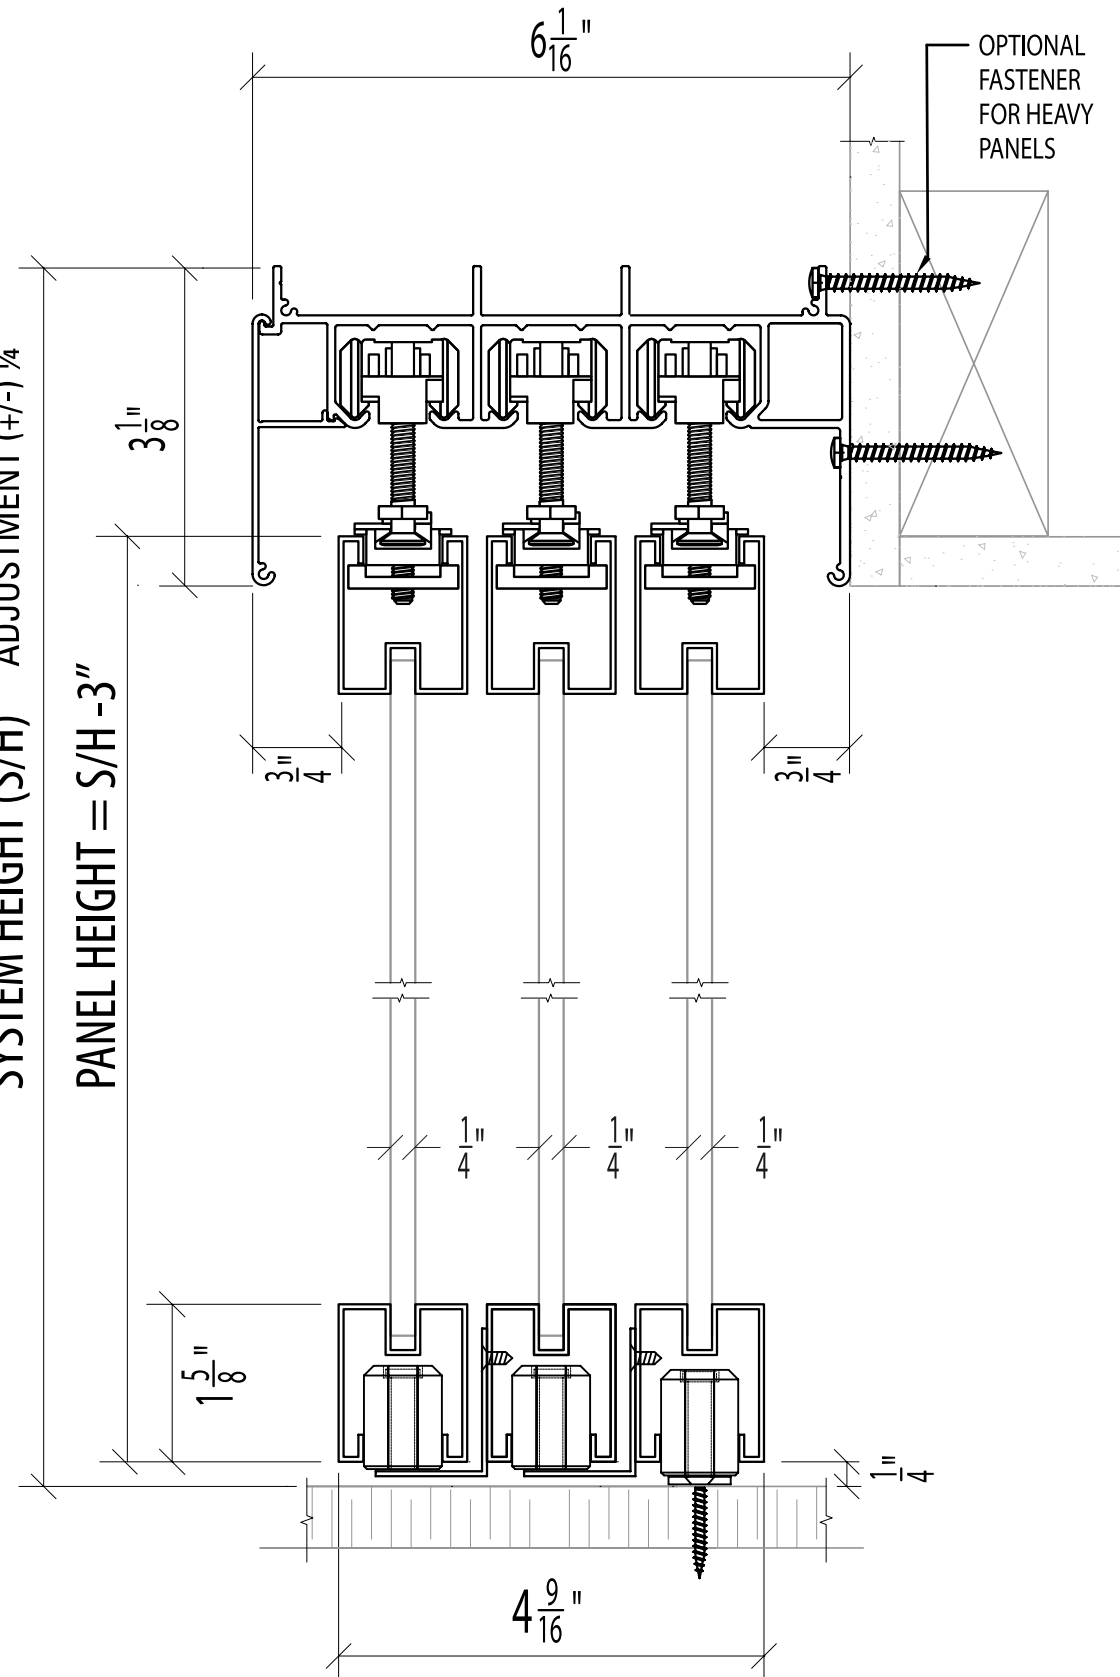 6 1/16"
OPTIONAL
FASTENER
FOR HEAVY
PANELS
SYSTEM HEIGHT (S/H) ADJUSTMENT (+/-) ¼
PANEL HEIGHT = S/H -3"
3 1/8"
3/4"
3/4"
1/4"
1/4"
1/4"
1 5/8"
1/4"
4 9/16"